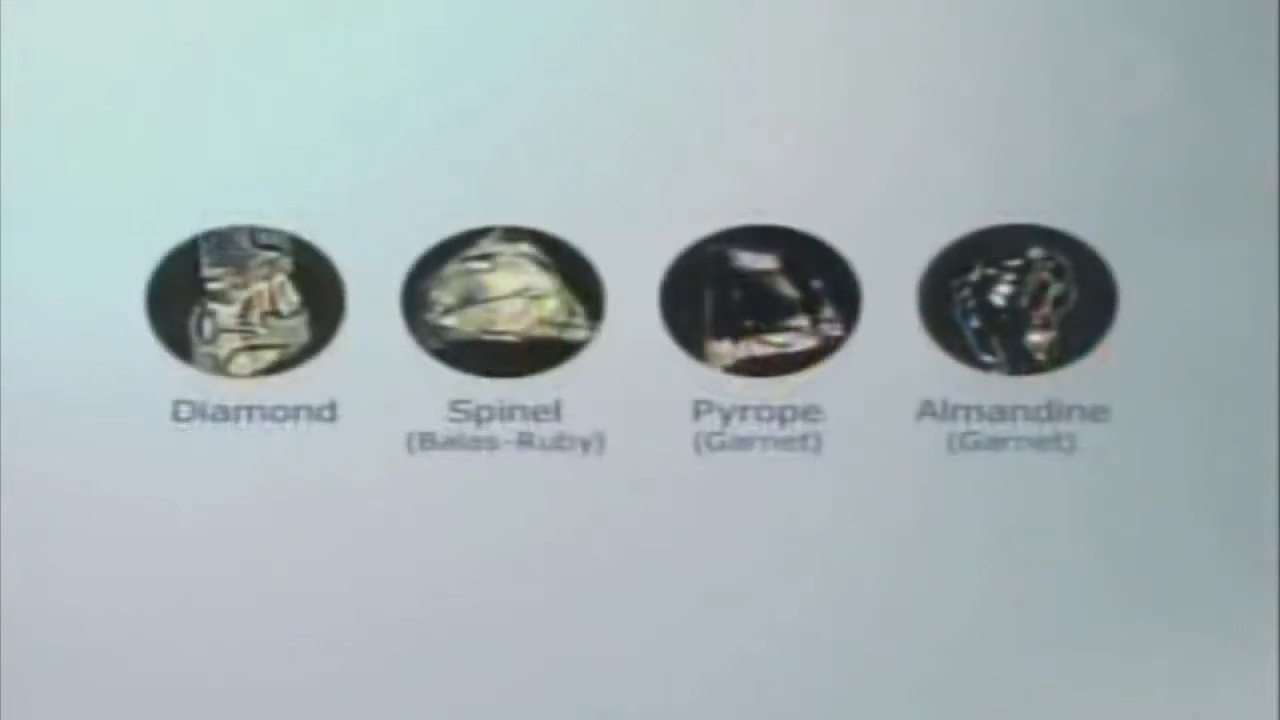 Diamond
Spinel
(Balas-Ruby)
Pyrope
(Garnet)
Almandine
(Garnet)